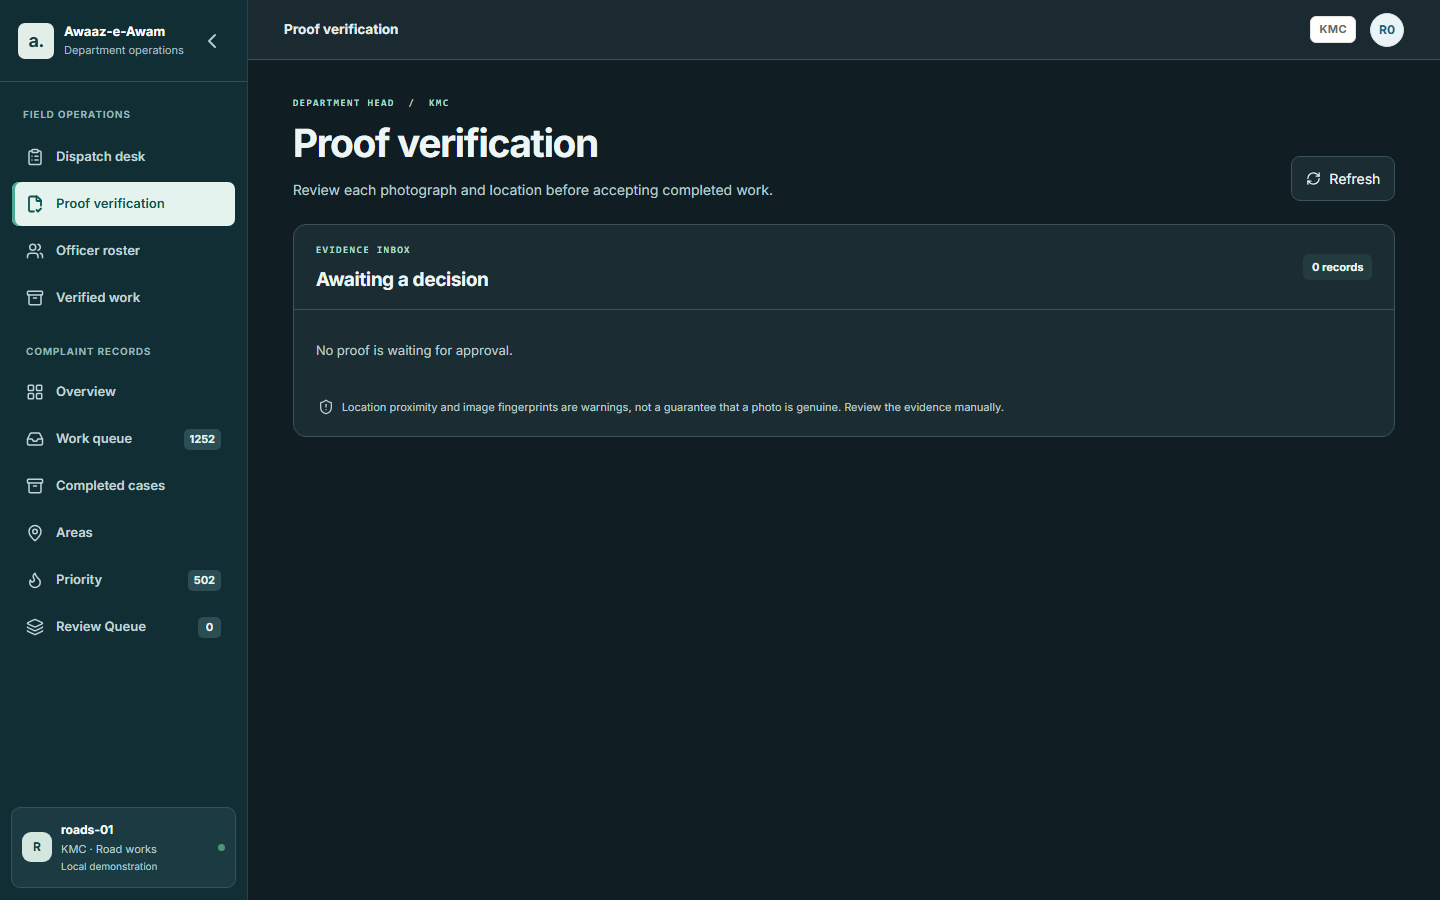 a.
Awaaz-e-Awam
Department operations
FIELD OPERATIONS
Dispatch desk
Proof verification
Officer roster
Verified work
COMPLAINT RECORDS
Overview
Work queue 1252
Completed cases
Areas
Priority 502
Review Queue 0
R
roads-01
KMC · Road works
Local demonstration
Proof verification
KMC
R0
DEPARTMENT HEAD / KMC
Proof verification
Review each photograph and location before accepting completed work.
Refresh
EVIDENCE INBOX
Awaiting a decision
0 records
No proof is waiting for approval.
Location proximity and image fingerprints are warnings, not a guarantee that a photo is genuine. Review the evidence manually.